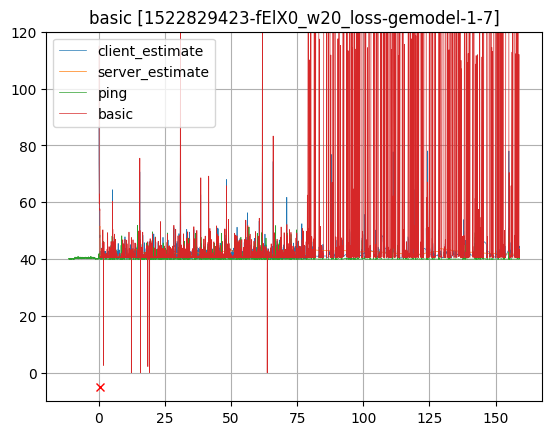 basic [1522829423-fElX0_w20_loss-gemodel-1-7]
120
100
80
60
40
20
0
client_estimate
server_estimate
ping
basic
0 25 50 75 100 125 150